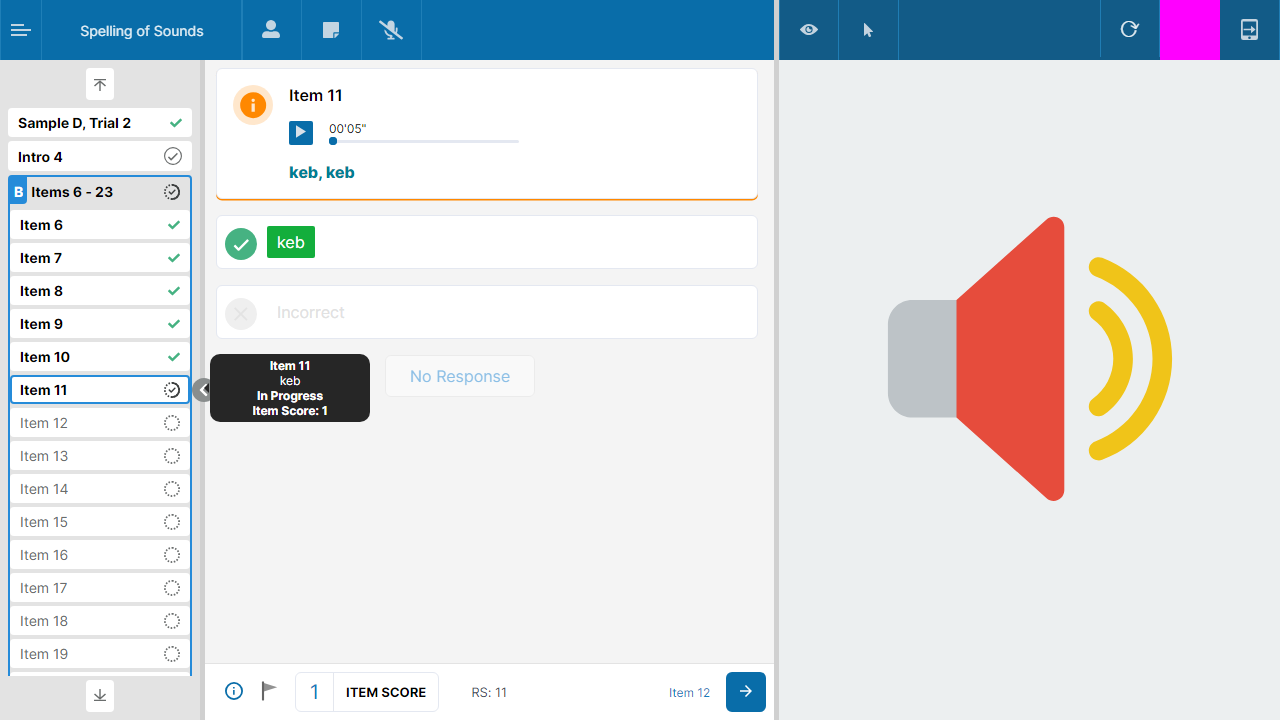 Spelling of Sounds
Sample D, Trial 2
Intro 4
B Items 6 - 23
Item 6
Item 7
Item 8
Item 9
Item 10
Item 11
Item 12
Item 13
Item 14
Item 15
Item 16
Item 17
Item 18
Item 19
Item 11
00'05"
keb, keb
keb
Incorrect
Item 11
keb
In Progress
Item Score: 1
No Response
1 ITEM SCORE
RS: 11
Item 12